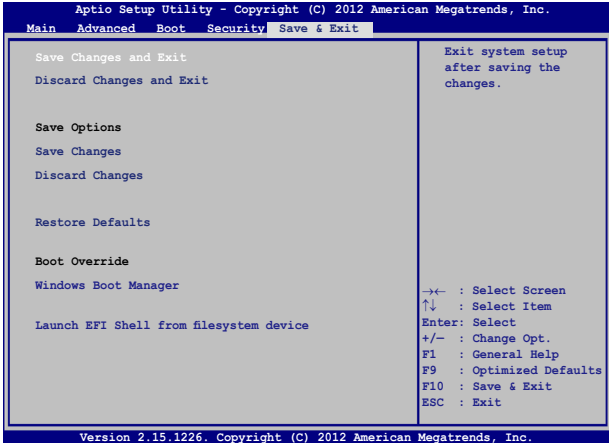 Aptio Setup Utility - Copyright (C) 2012 American Megatrends, Inc.
Main Advanced Boot Security Save & Exit
Save Changes and Exit
Discard Changes and Exit
Save Options
Save Changes
Discard Changes
Restore Defaults
Boot Override
Windows Boot Manager
Launch EFI Shell from filesystem device
Exit system setup
after saving the
changes.
→← : Select Screen
↑↓ : Select Item
Enter: Select
+/— : Change Opt.
F1 : General Help
F9 : Optimized Defaults
F10 : Save & Exit
ESC : Exit
Version 2.15.1226. Copyright (C) 2012 American Megatrends, Inc.